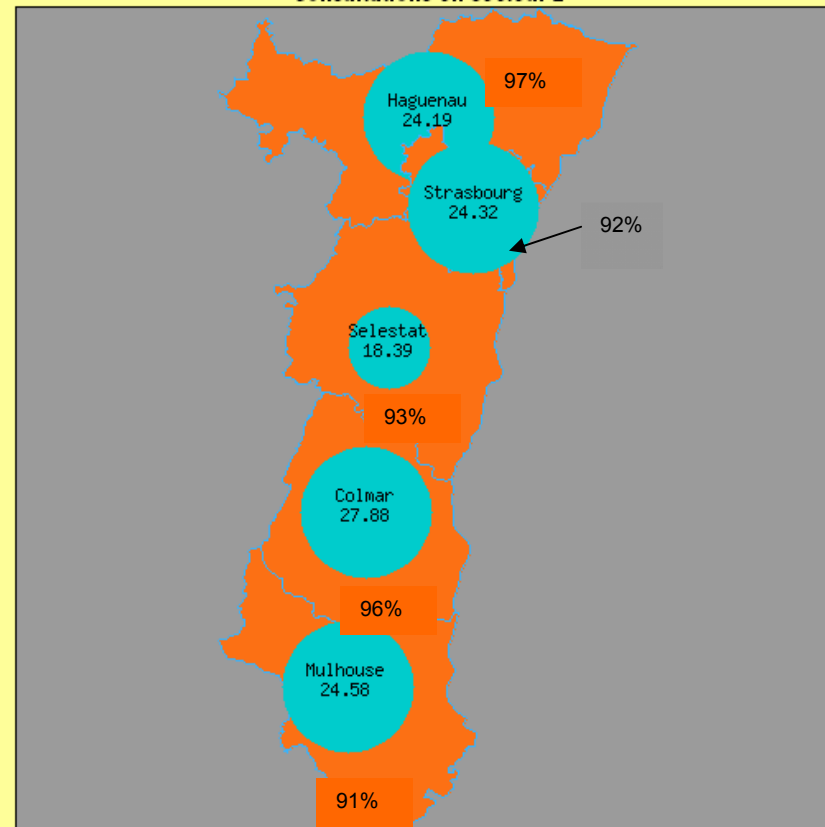 97%
Haguenau
24.19
Strasbourg
24.32
92%
Selestat
18.39
93%
Colmar
27.88
96%
Mulhouse
24.58
91%